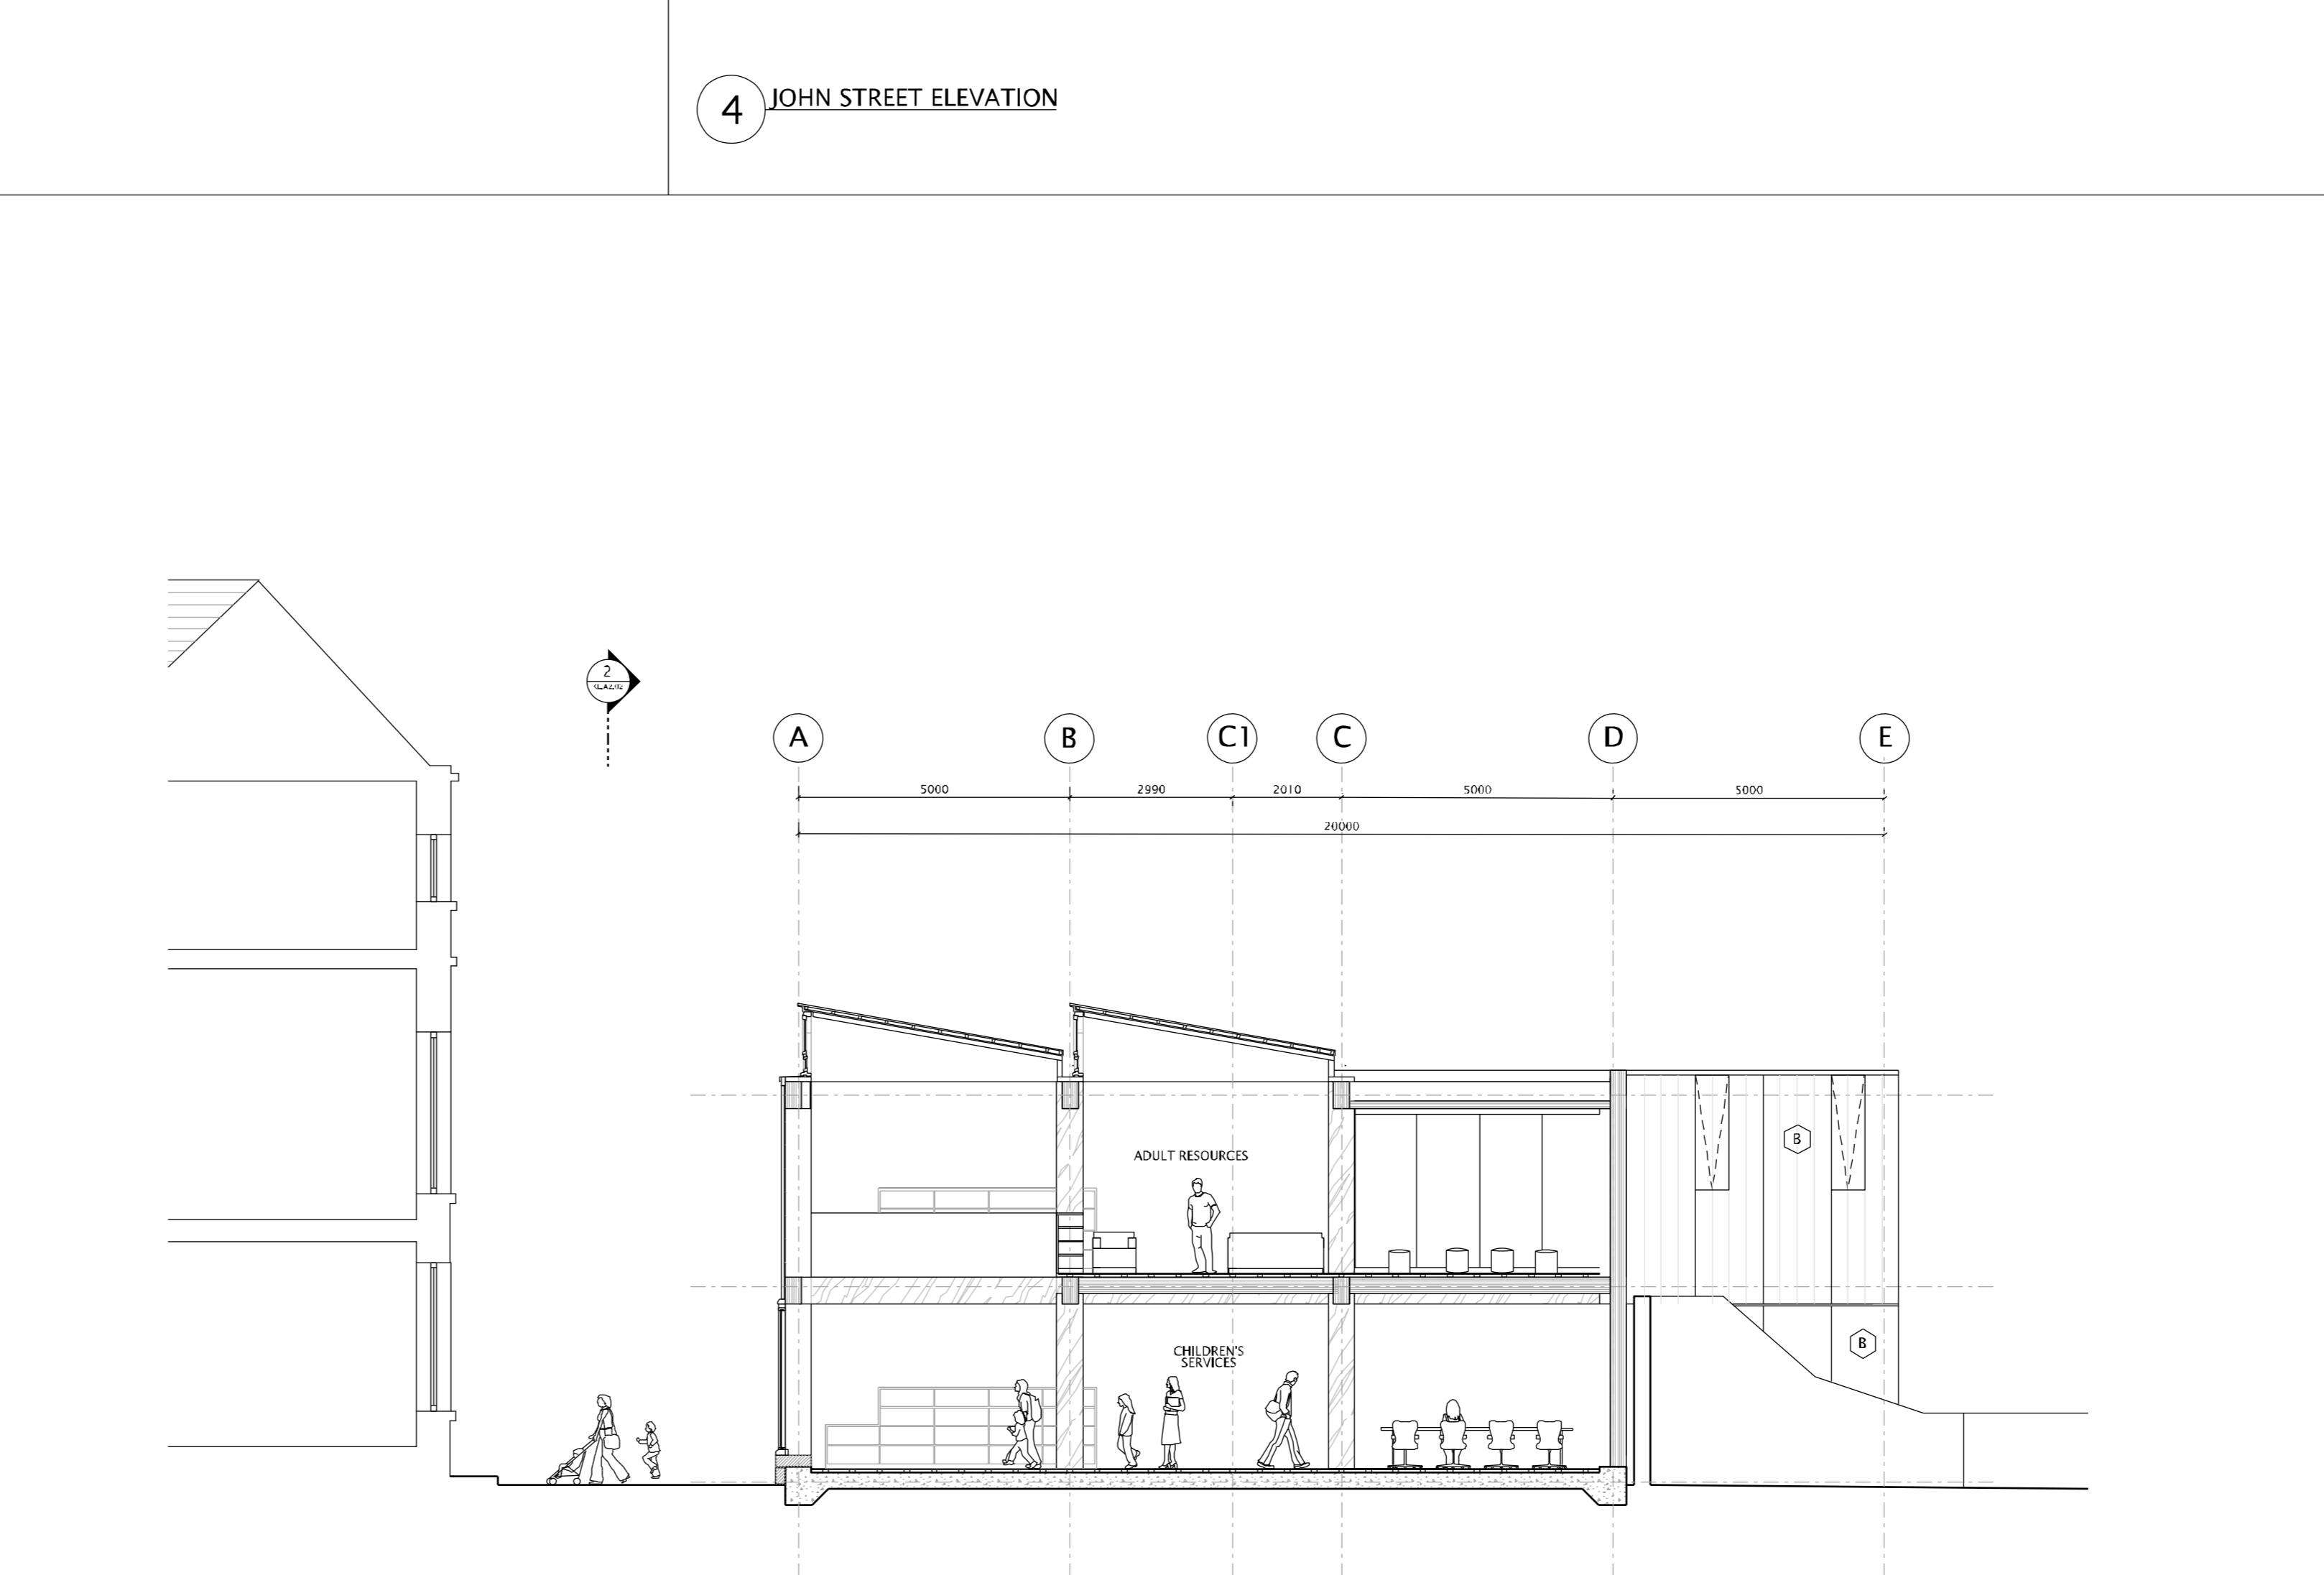 4 JOHN STREET ELEVATION
2
A B C1 C D E
5000 2990 2010 5000 5000
20000
B
ADULT RESOURCES
B
CHILDREN'S
SERVICES